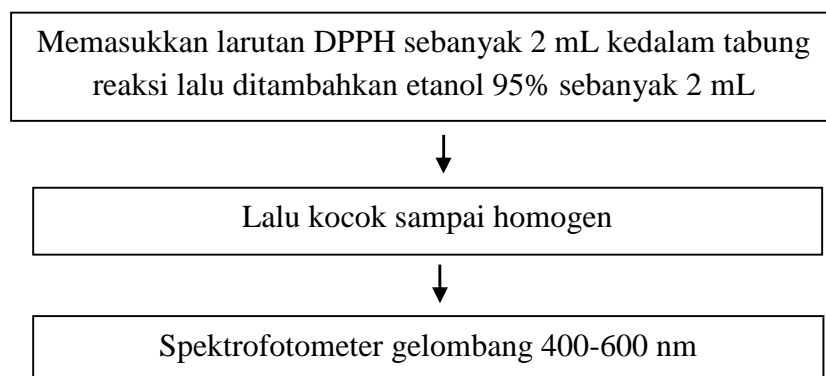 Memasukkan larutan DPPH sebanyak 2 mL kedalam tabung
reaksi lalu ditambahkan etanol 95% sebanyak 2 mL
Lalu kocok sampai homogen
Spektrofotometer gelombang 400-600 nm